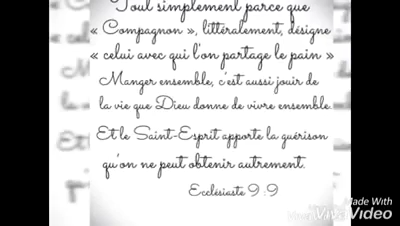 Tout simplement parce que
« Compagnon », littéralement, désigne
« celui avec qui l'on partage le pain »
Manger ensemble, c'est aussi jouir de
la vie que Dieu donne de vivre ensemble.
Et le Saint-Esprit apporte la guérison
qu'on ne peut obtenir autrement.
Ecclésiaste 9 :9
Made With
VivaVideo